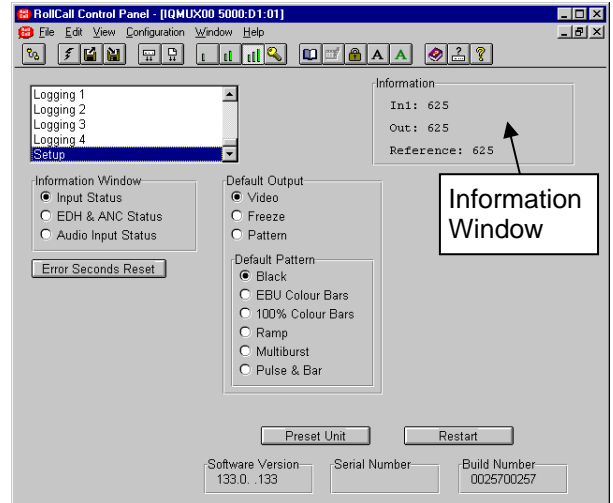 RollCall Control Panel - [IQMUX00 5000:D1:01]
File Edit View Configuration Window Help
A A
Logging 1
Logging 2
Logging 3
Logging 4
Setup
Information
In1: 625
Out: 625
Reference: 625
Information
Window
Information Window
Input Status
EDH & ANC Status
Audio Input Status
Error Seconds Reset
Default Output
Video
Freeze
Pattern
Default Pattern
Black
EBU Colour Bars
100% Colour Bars
Ramp
Multiburst
Pulse & Bar
Preset Unit
Restart
Software Version
133.0. .133
Serial Number
Build Number
0025700257